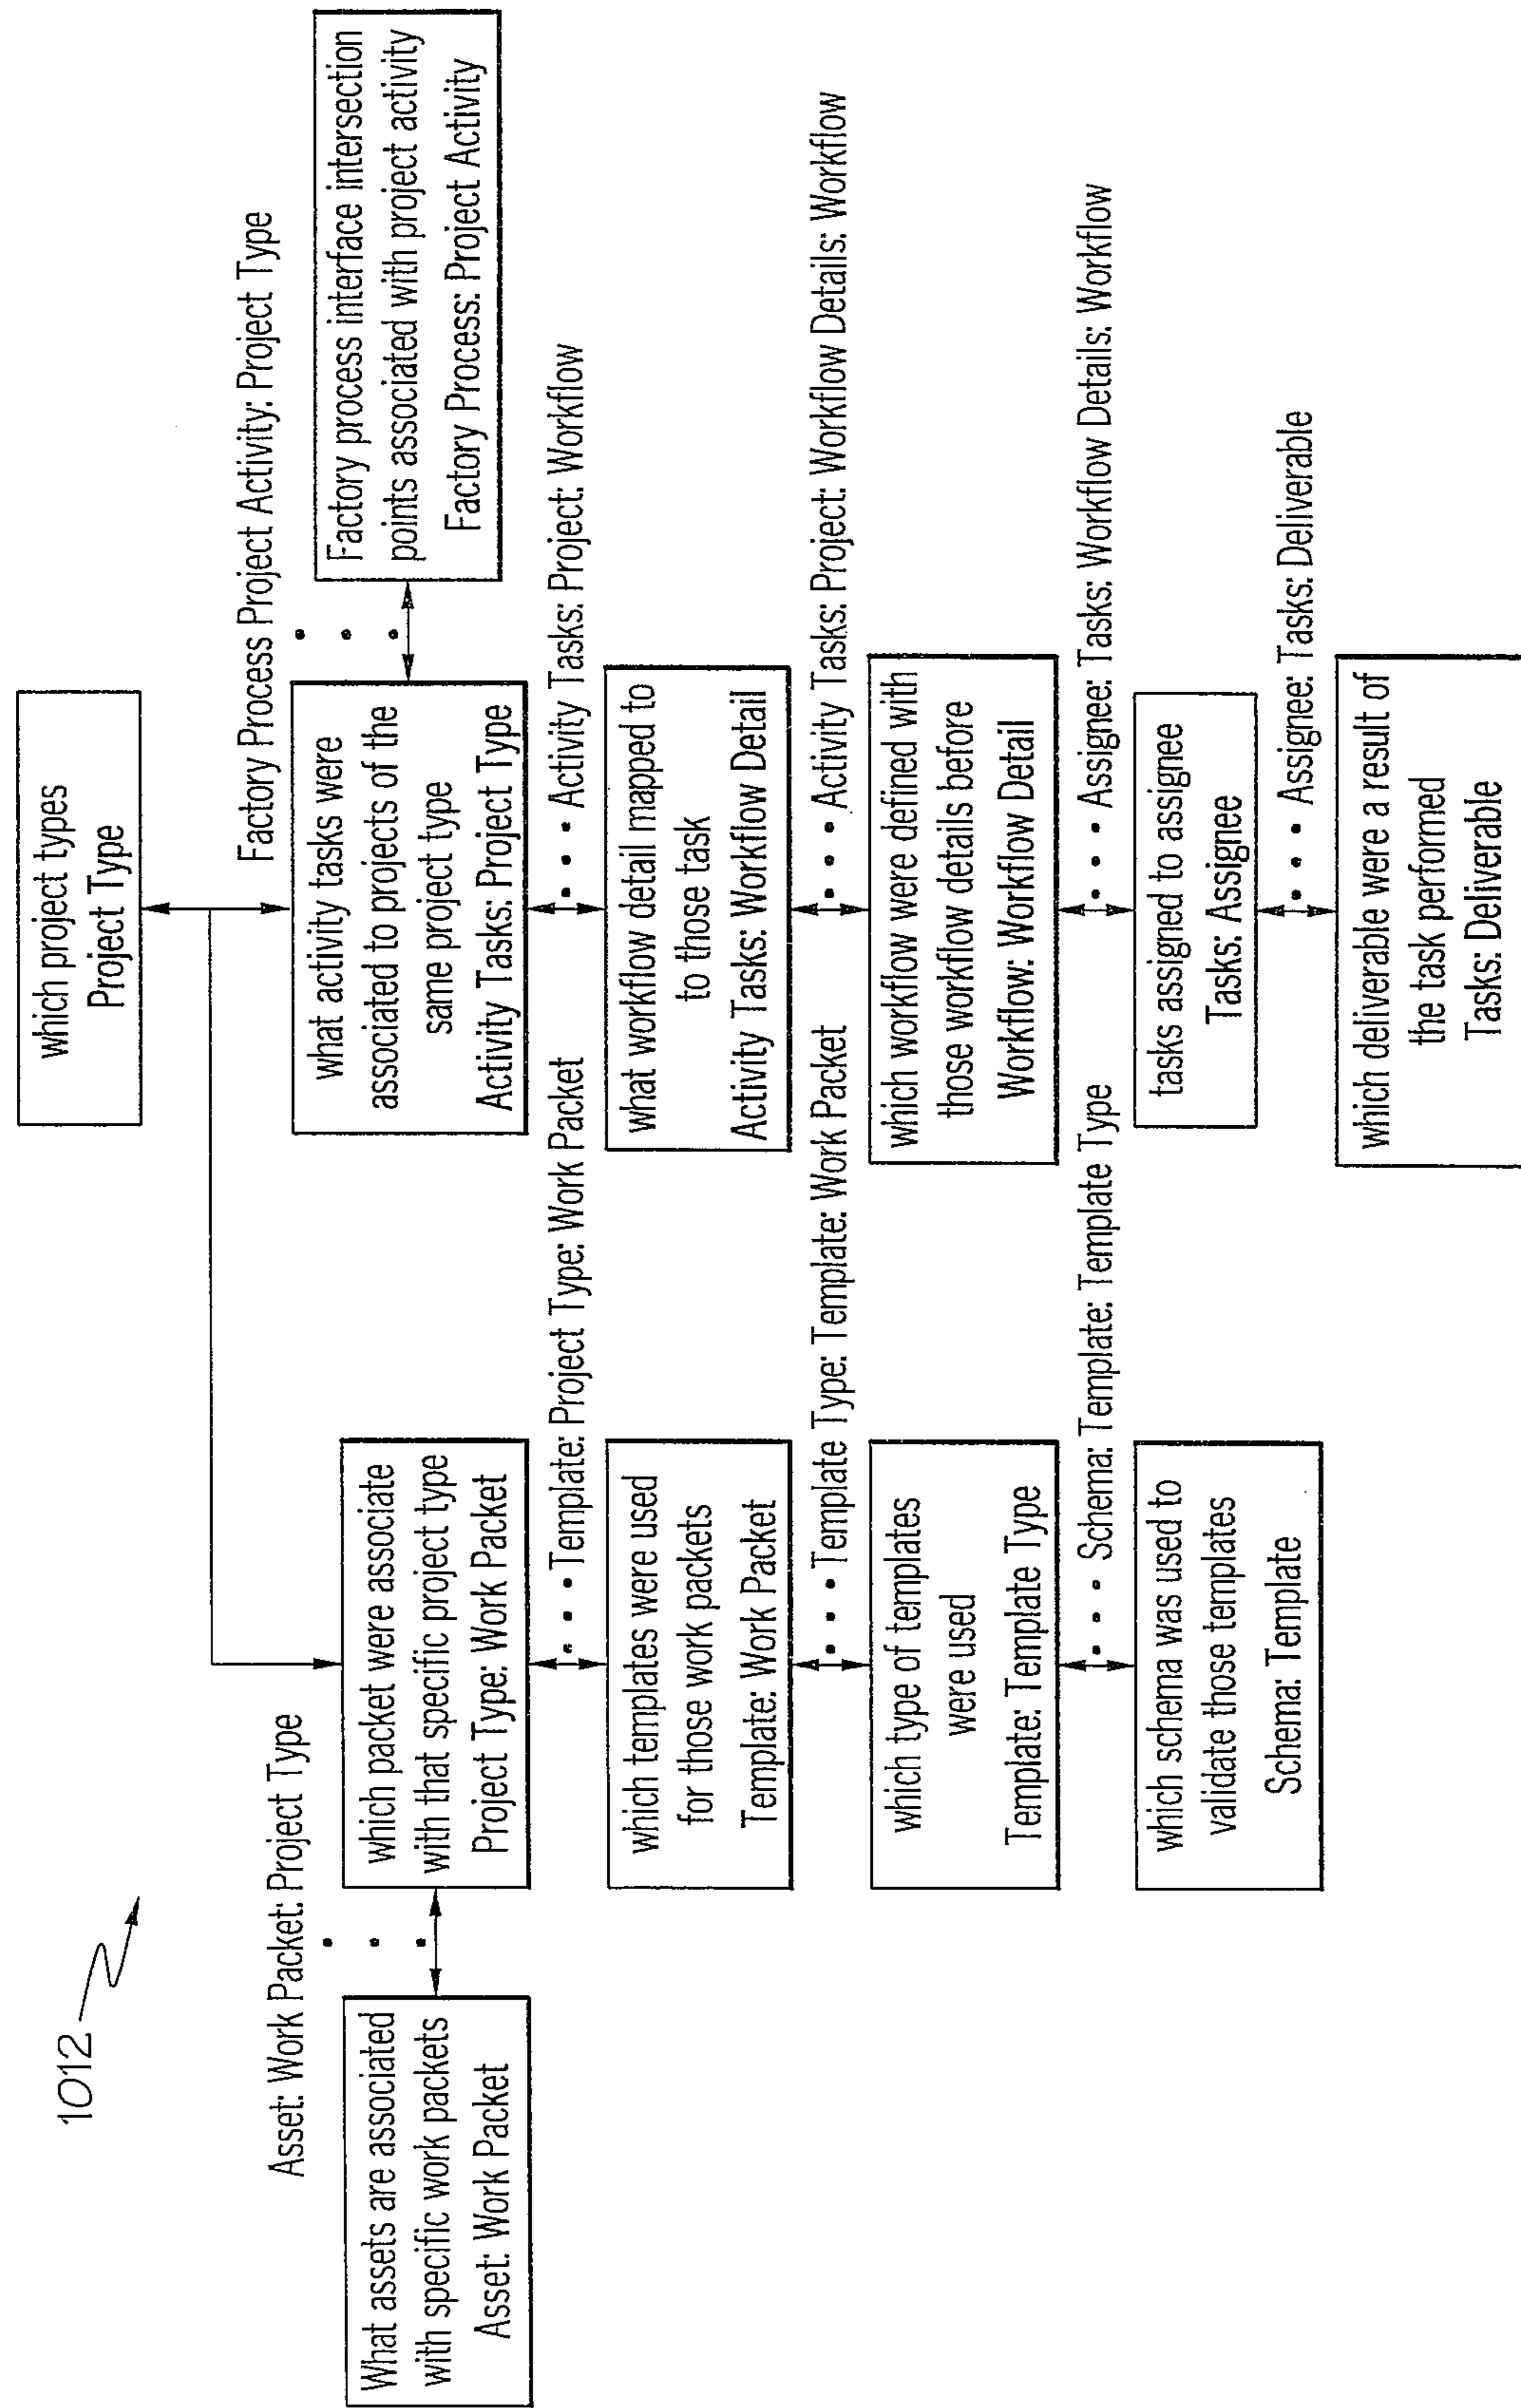 1012
which project types
Project Type
Asset: Work Packet: Project Type
Factory Process Project Activity: Project Type
What assets are associated
with specific work packets
Asset: Work Packet
which packet were associate
with that specific project type
Project Type: Work Packet
what activity tasks were
associated to projects of the
same project type
Activity Tasks: Project Type
Factory process interface intersection
points associated with project activity
Factory Process: Project Activity
Template: Project Type: Work Packet
Activity Tasks: Project: Workflow
which templates were used
for those work packets
Template: Work Packet
what workflow detail mapped to
to those task
Activity Tasks: Workflow Detail
Template Type: Template: Work Packet
Activity Tasks: Project: Workflow Details: Workflow
which type of templates
were used
Template: Template Type
which workflow were defined with
those workflow details before
Workflow: Workflow Detail
Schema: Template: Template Type
Assignee: Tasks: Workflow Details: Workflow
which schema was used to
validate those templates
Schema: Template
tasks assigned to assignee
Tasks: Assignee
Assignee: Tasks: Deliverable
which deliverable were a result of
the task performed
Tasks: Deliverable